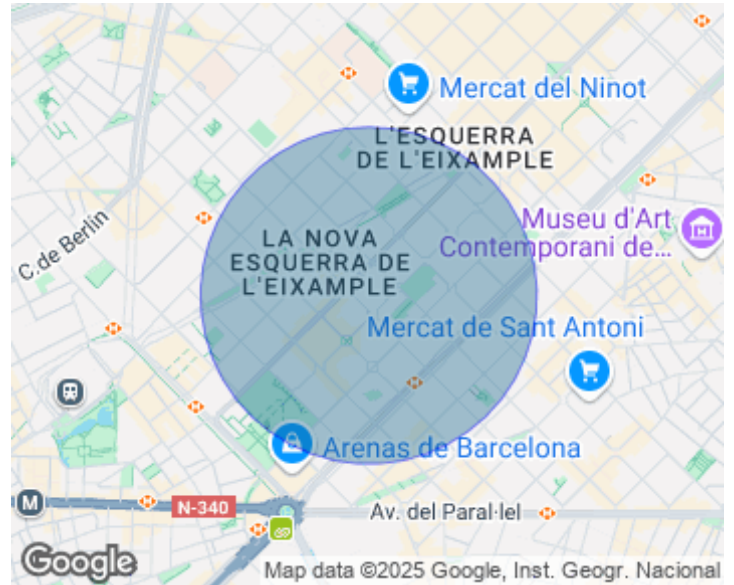 Mercat del Ninot
L'ESQUERRA
DE L'EIXAMPLE
C.de Berlín
LA NOVA
ESQUERRA DE
L'EIXAMPLE
Museu d'Art
Contemporani de...
Mercat de Sant Antoni
Arenas de Barcelona
M
N-340
Av. del Paral·lel
Google
Map data ©2025 Google, Inst. Geogr. Nacional